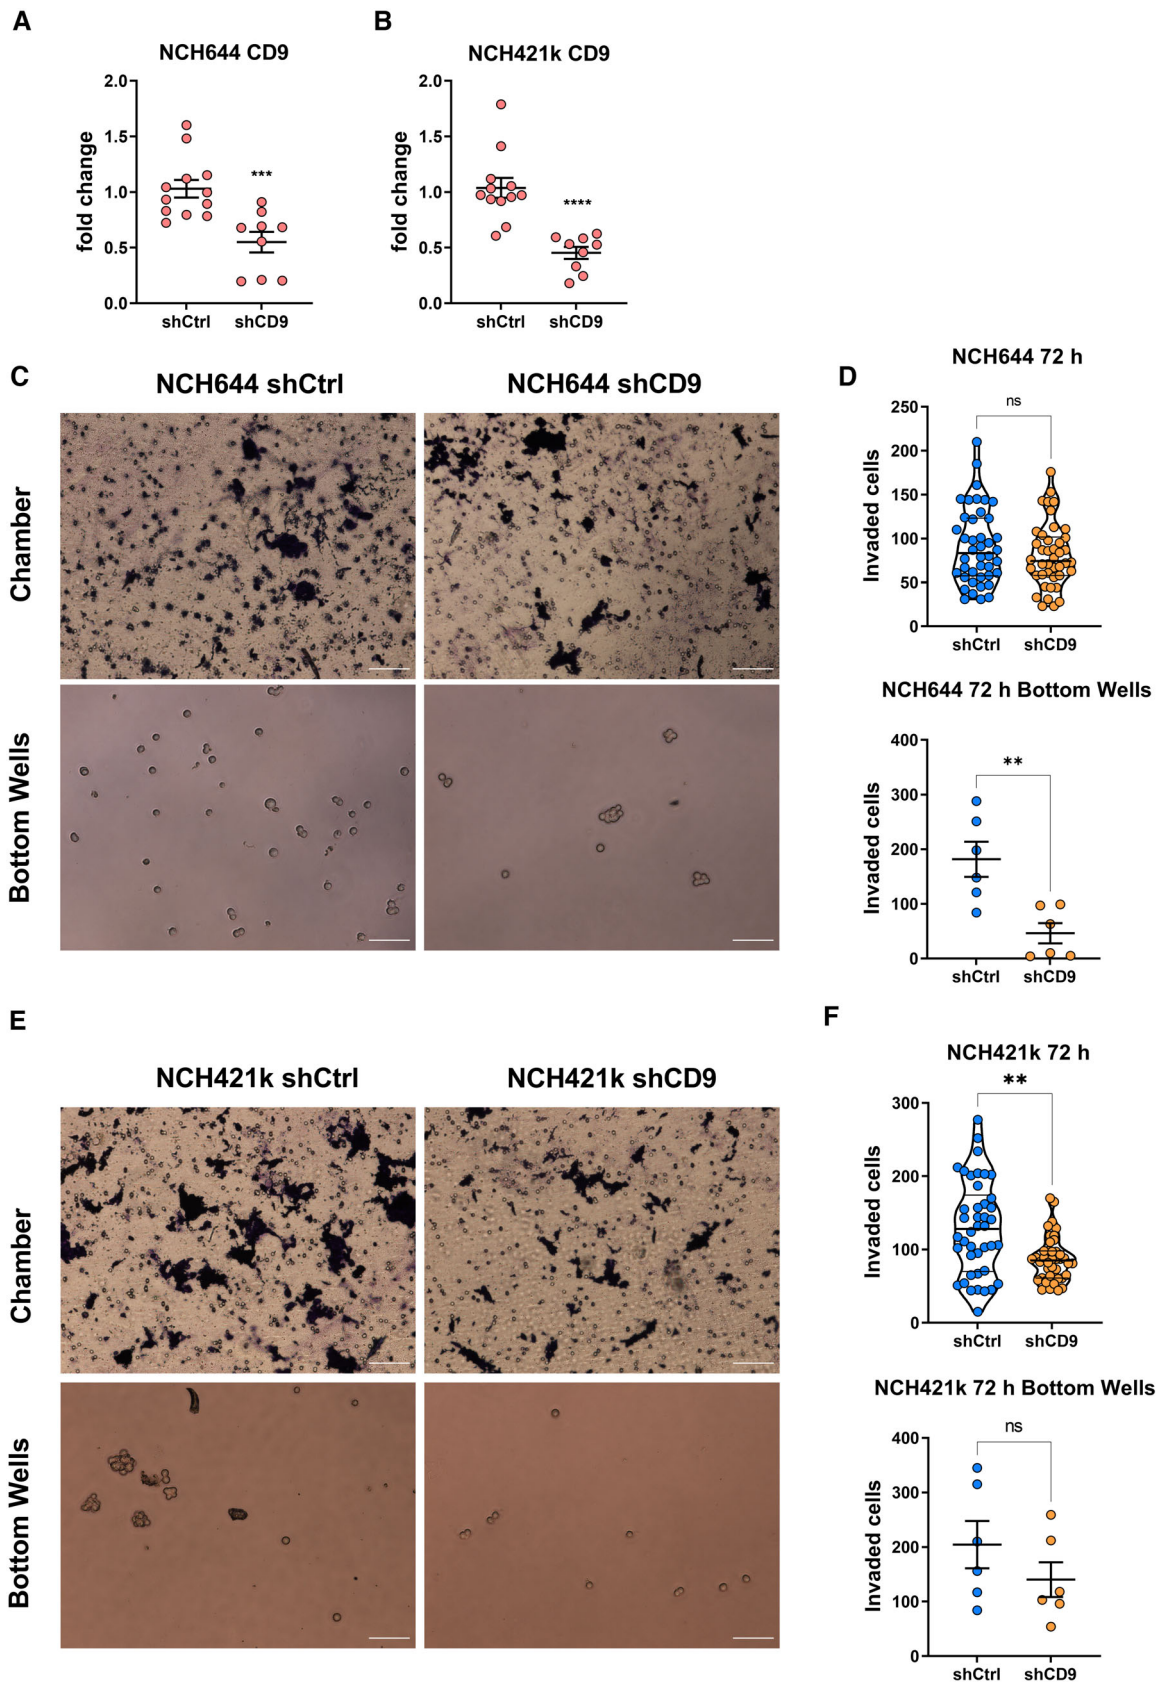 A
B
NCH644 CD9
NCH421k CD9
fold change
2.0
1.5
1.0
0.5
0.0
***
shCtrl
shCD9
fold change
2.0
1.5
1.0
0.5
0.0
****
shCtrl
shCD9
C
NCH644 shCtrl
NCH644 shCD9
Chamber
Bottom Wells
D
NCH644 72 h
ns
Invaded cells
250
200
150
100
50
0
shCtrl
shCD9
NCH644 72 h Bottom Wells
**
Invaded cells
400
300
200
100
0
shCtrl
shCD9
E
NCH421k shCtrl
NCH421k shCD9
Chamber
Bottom Wells
F
NCH421k 72 h
**
Invaded cells
300
200
100
0
shCtrl
shCD9
NCH421k 72 h Bottom Wells
ns
Invaded cells
400
300
200
100
0
shCtrl
shCD9